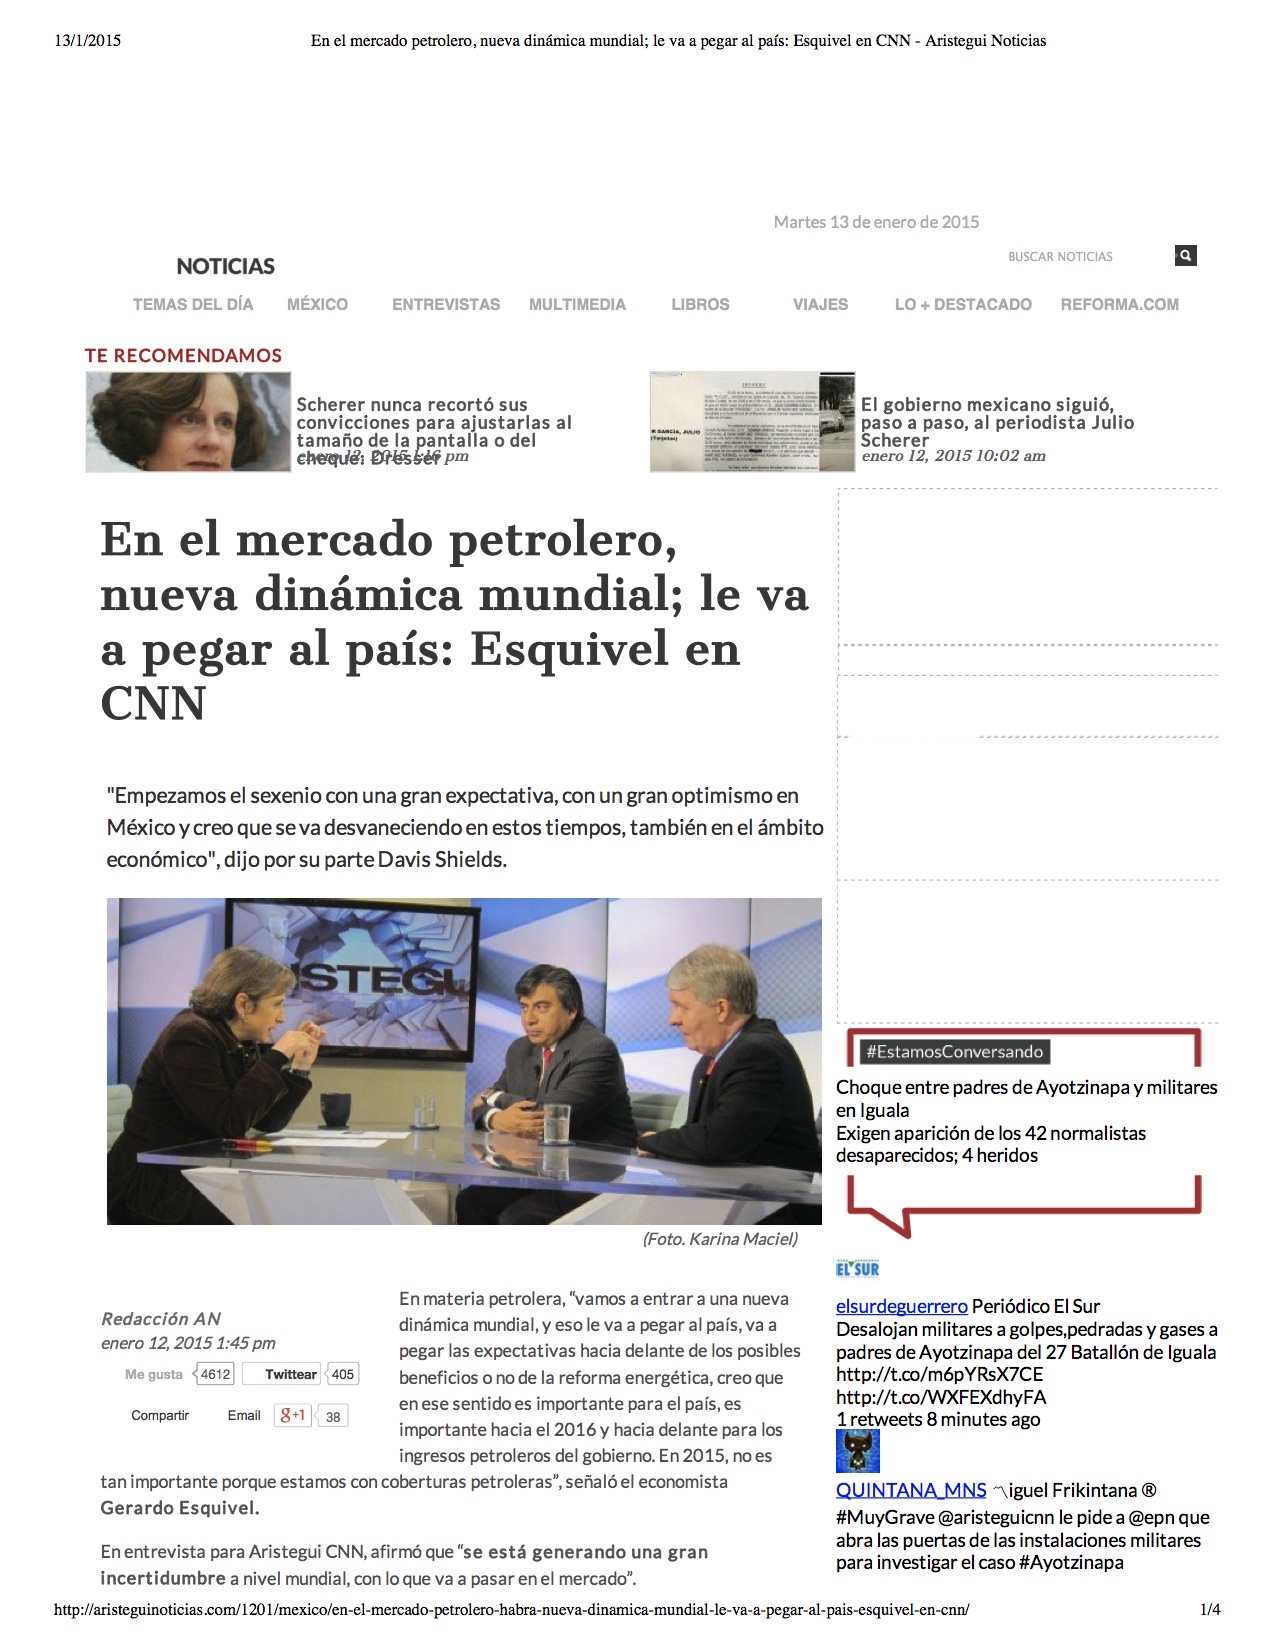 13/1/2015
En el mercado petrolero, nueva dinámica mundial; le va a pegar al país: Esquivel en CNN - Aristegui Noticias
Martes 13 de enero de 2015
NOTICIAS
BUSCAR NOTICIAS
TEMAS DEL DÍA MÉXICO ENTREVISTAS MULTIMEDIA LIBROS VIAJES LO + DESTACADO REFORMA.COM
TE RECOMENDAMOS
Scherer nunca recortó sus
convicciones para ajustarlas al
tamaño de la pantalla o del
cheque: Dresser
enero 12, 2015 1:16 pm
GARCÍA, JULIO
(Tarjetas)
El gobierno mexicano siguió,
paso a paso, al periodista Julio
Scherer
enero 12, 2015 10:02 am
En el mercado petrolero,
nueva dinámica mundial; le va
a pegar al país: Esquivel en
CNN
"Empezamos el sexenio con una gran expectativa, con un gran optimismo en
México y creo que se va desvaneciendo en estos tiempos, también en el ámbito
económico", dijo por su parte Davis Shields.
ISTEGU
(Foto. Karina Maciel)
Redacción AN
enero 12, 2015 1:45 pm
Me gusta 4612 Twittear 405
Compartir Email g+1 38
En materia petrolera, “vamos a entrar a una nueva
dinámica mundial, y eso le va a pegar al país, va a
pegar las expectativas hacia delante de los posibles
beneficios o no de la reforma energética, creo que
en ese sentido es importante para el país, es
importante hacia el 2016 y hacia delante para los
ingresos petroleros del gobierno. En 2015, no es
tan importante porque estamos con coberturas petroleras”, señaló el economista
Gerardo Esquivel.
En entrevista para Aristegui CNN, afirmó que “se está generando una gran
incertidumbre a nivel mundial, con lo que va a pasar en el mercado”.
#EstamosConversando
Choque entre padres de Ayotzinapa y militares
en Iguala
Exigen aparición de los 42 normalistas
desaparecidos; 4 heridos
EL SUR
elsurdeguerrero Periódico El Sur
Desalojan militares a golpes,pedradas y gases a
padres de Ayotzinapa del 27 Batallón de Iguala
http://t.co/m6pYRsX7CE
http://t.co/WXFEXdhyFA
1 retweets 8 minutes ago
QUINTANA_MNS 〽iguel Frikintana ®
#MuyGrave @aristeguicnn le pide a @epn que
abra las puertas de las instalaciones militares
para investigar el caso #Ayotzinapa
http://aristeguinoticias.com/1201/mexico/en-el-mercado-petrolero-habra-nueva-dinamica-mundial-le-va-a-pegar-al-pais-esquivel-en-cnn/
1/4